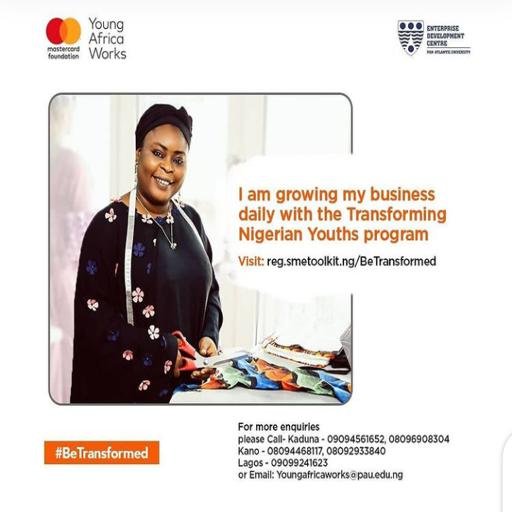 mastercard
foundation
Young
Africa
Works
ENTERPRISE
DEVELOPMENT
CENTRE
PAN-ATLANTIC UNIVERSITY
I am growing my business
daily with the Transforming
Nigerian Youths program
Visit: reg.smetoolkit.ng/BeTransformed
#BeTransformed
For more enquiries
please Call- Kaduna - 09094561652, 08096908304
Kano - 08094468117, 08092933840
Lagos - 09099241623
or Email: Youngafricaworks@pau.edu.ng